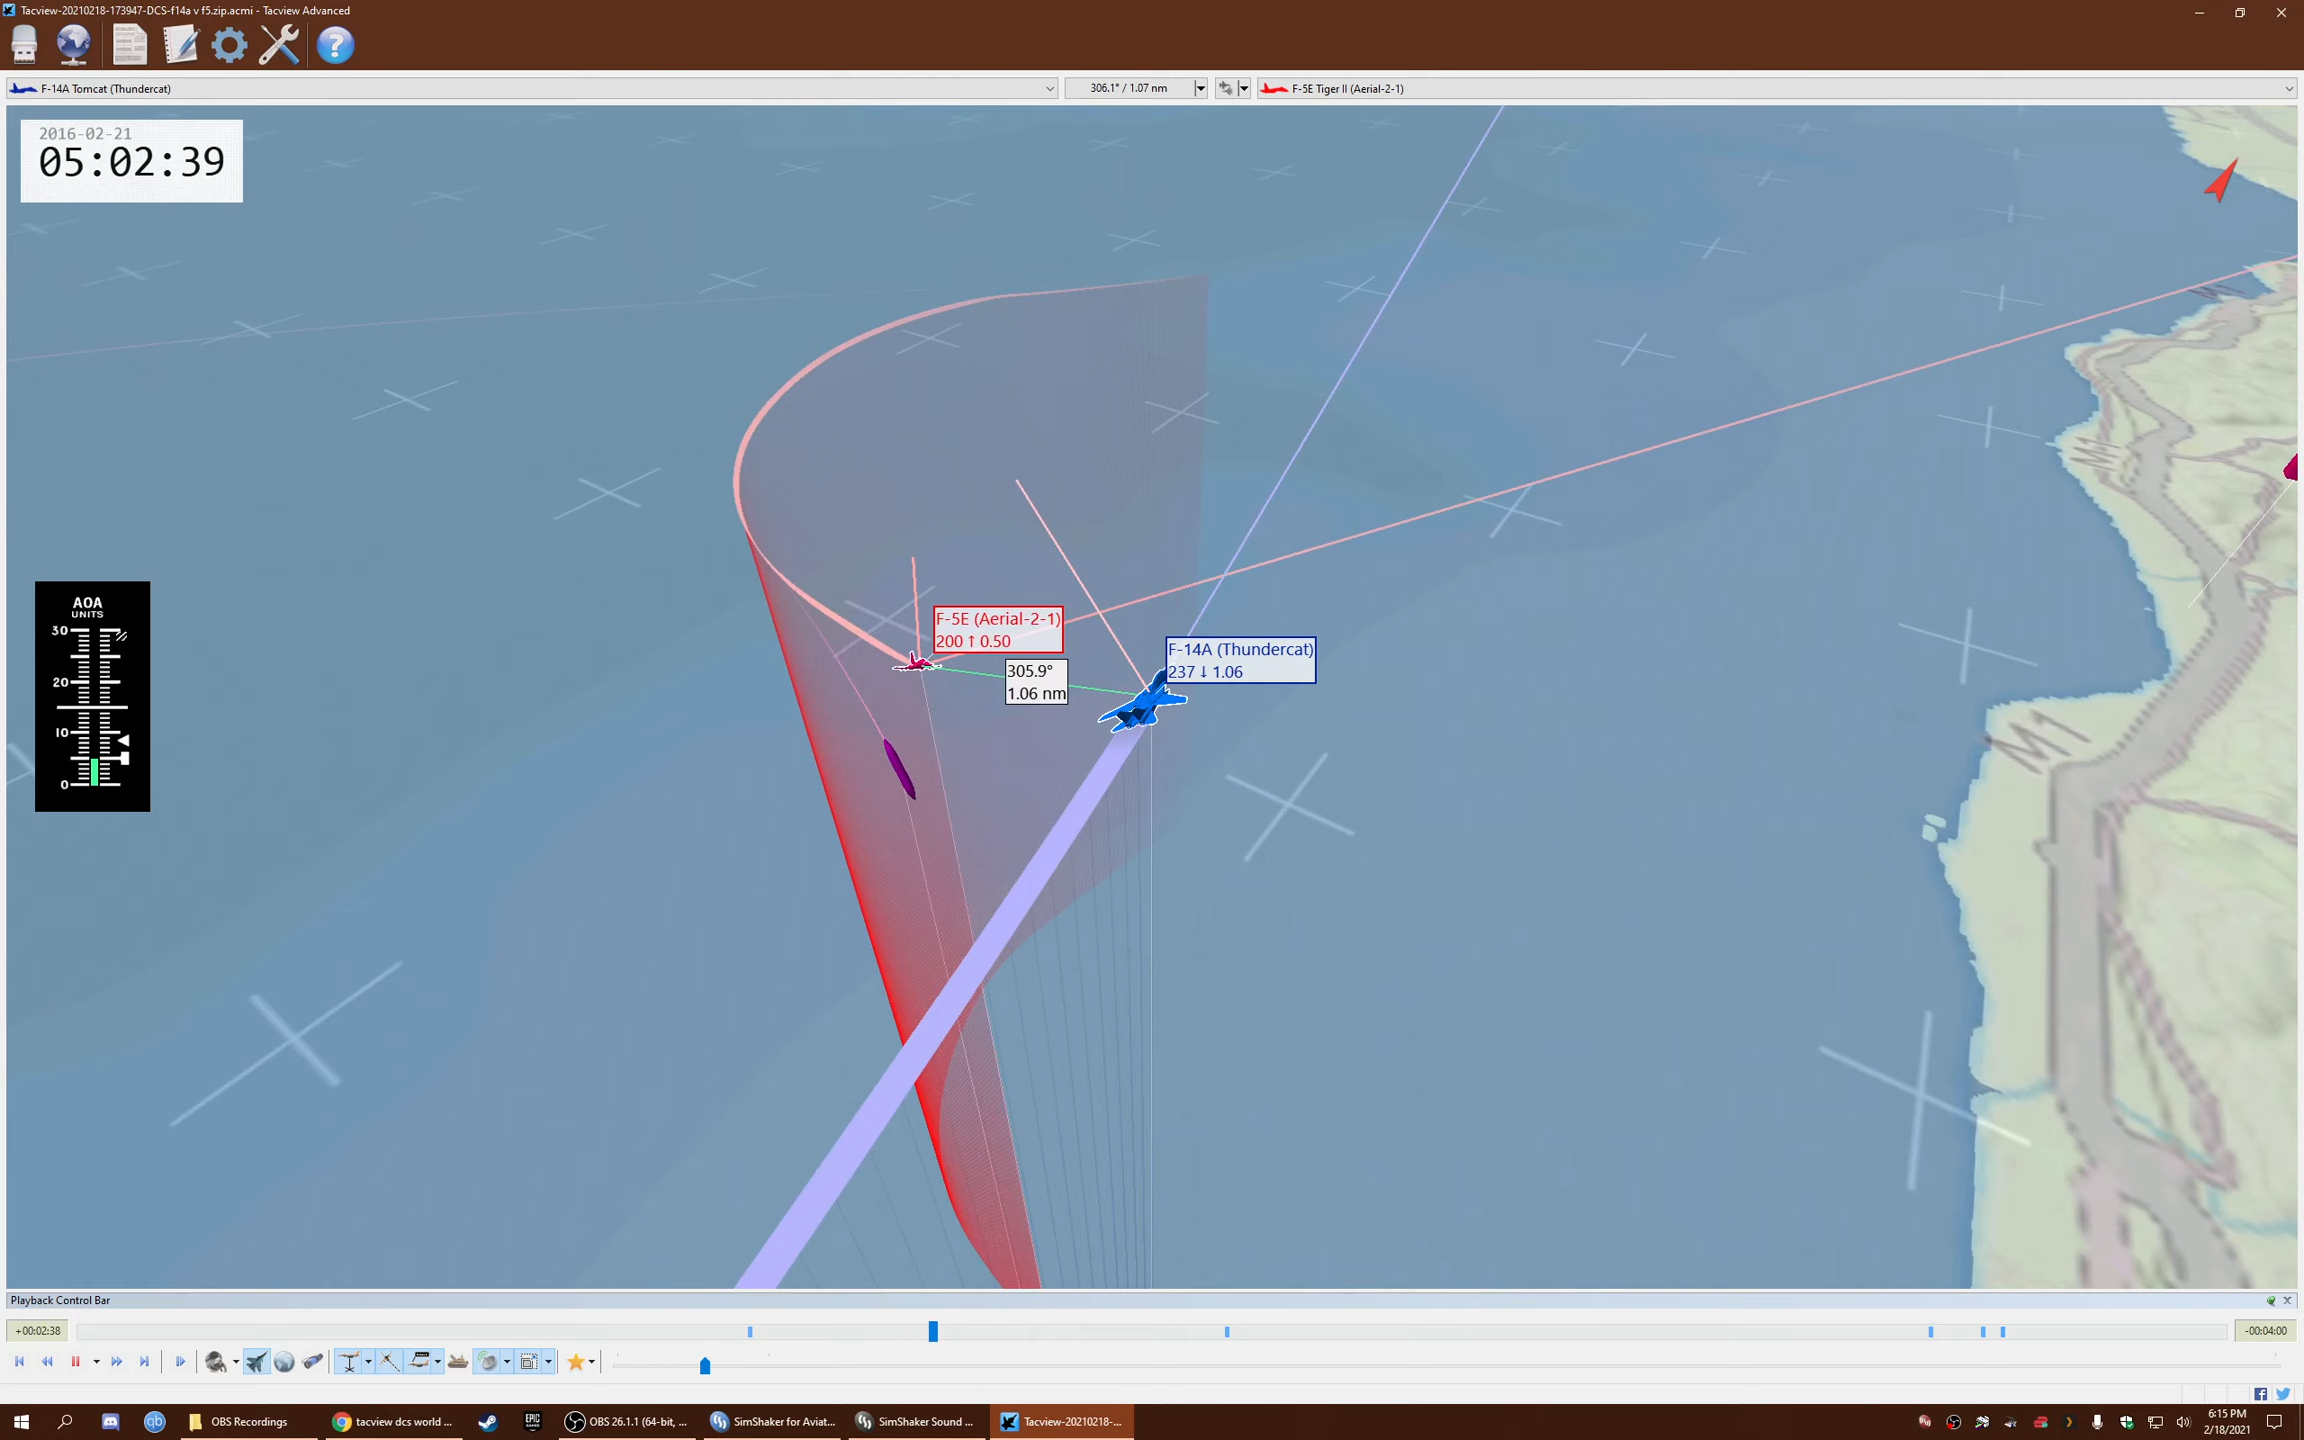 Tacview-20210218-173947-DCS-f14a v f5.zip.acmi - Tacview Advanced
F-14A Tomcat (Thundercat)
306.1° / 1.07 nm
F-5E Tiger II (Aerial-2-1)
2016-02-21
05:02:39
AOA
UNITS
30
20
10
0
F-5E (Aerial-2-1)
200 ↑ 0.50
305.9°
1.06 nm
F-14A (Thundercat)
237 ↓ 1.06
M1
Playback Control Bar
+00:02:38
-00:04:00
OBS Recordings
tacview dcs world ...
EPIC
OBS 26.1.1 (64-bit, ...
SimShaker for Aviat...
SimShaker Sound ...
Tacview-20210218-...
6:15 PM
2/18/2021